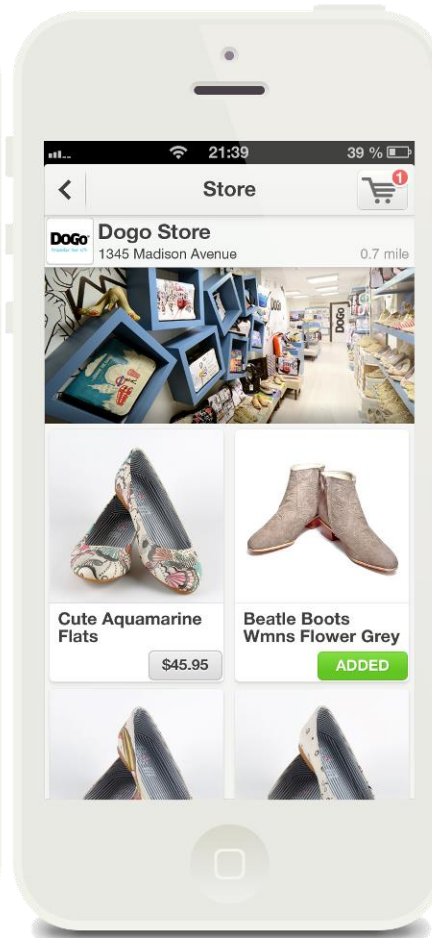 21:39
39 %
Store
1
DOGO
Dogo Store
1345 Madison Avenue
0.7 mile
DOGO
Cute Aquamarine
Flats
$45.95
Beatle Boots
Wmns Flower Grey
ADDED